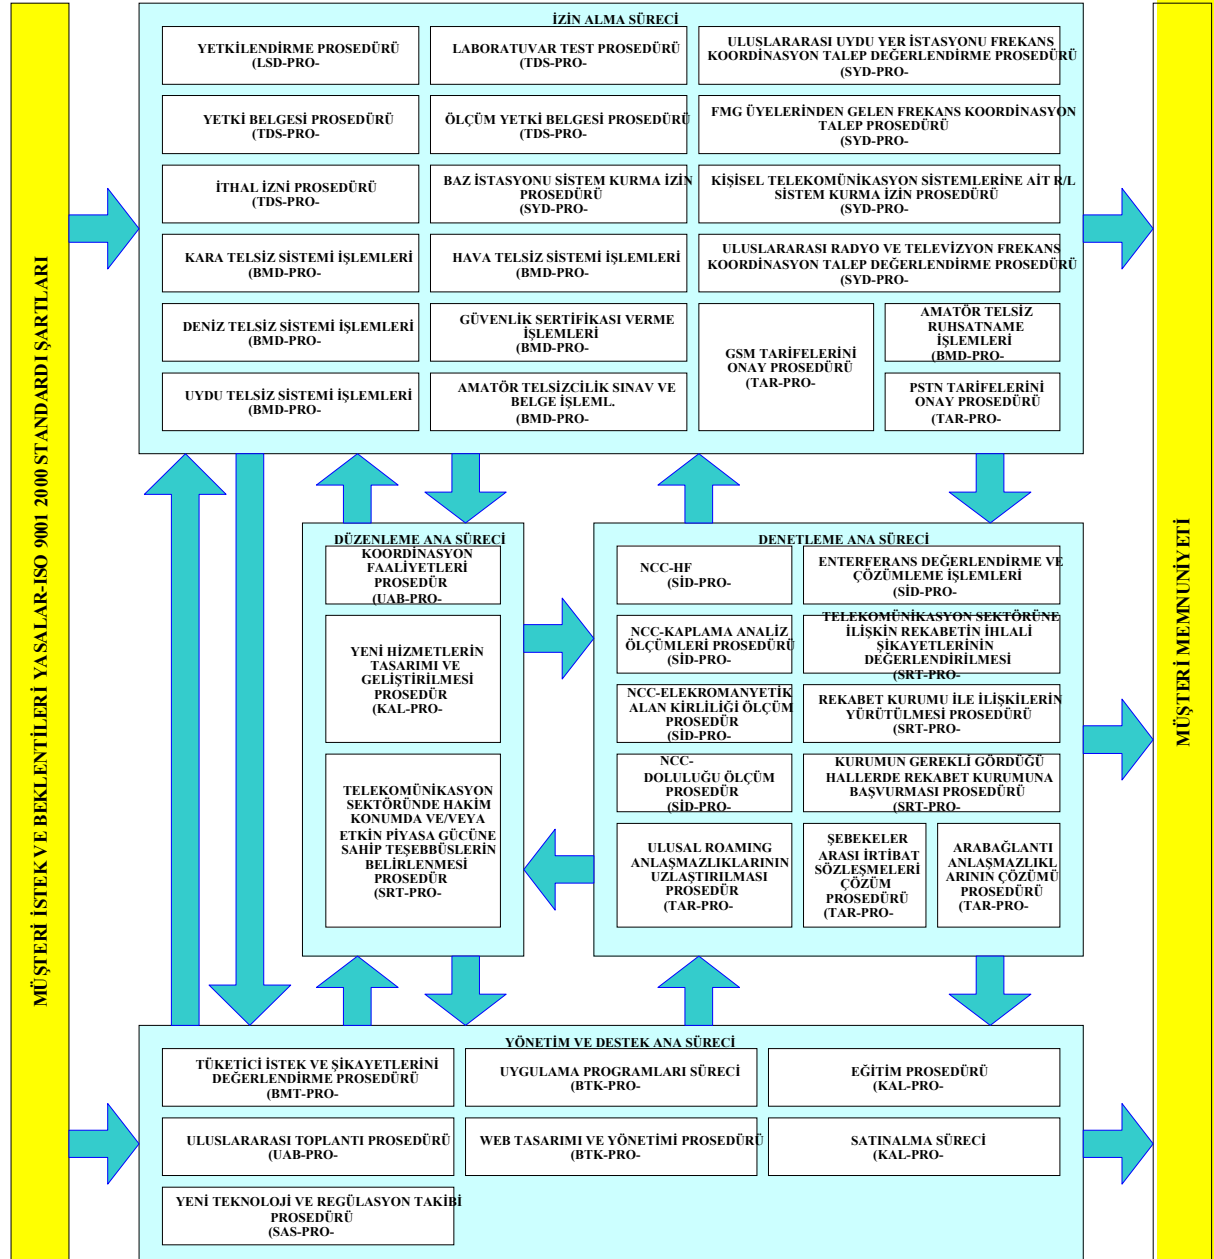 MÜŞTERİ İSTEK VE BEKLENTİLERİ YASALAR-ISO 9001 2000 STANDARDI ŞARTLARI
İZİN ALMA SÜRECİ
YETKİLENDİRME PROSEDÜRÜ
(LSD-PRO-
LABORATUVAR TEST PROSEDÜRÜ
(TDS-PRO-
ULUSLARARASI UYDU YER İSTASYONU FREKANS
KOORDİNASYON TALEP DEĞERLENDİRME PROSEDÜRÜ
(SYD-PRO-
YETKİ BELGESİ PROSEDÜRÜ
(TDS-PRO-
ÖLÇÜM YETKİ BELGESİ PROSEDÜRÜ
(TDS-PRO-
FMG ÜYELERİNDEN GELEN FREKANS KOORDİNASYON
TALEP PROSEDÜRÜ
(SYD-PRO-
İTHAL İZNİ PROSEDÜRÜ
(TDS-PRO-
BAZ İSTASYONU SİSTEM KURMA İZİN
PROSEDÜRÜ
(SYD-PRO-
KİŞİSEL TELEKOMÜNİKASYON SİSTEMLERİNE AİT R/L
SİSTEM KURMA İZİN PROSEDÜRÜ
(SYD-PRO-
KARA TELSİZ SİSTEMİ İŞLEMLERİ
(BMD-PRO-
HAVA TELSİZ SİSTEMİ İŞLEMLERİ
(BMD-PRO-
ULUSLARARASI RADYO VE TELEVİZYON FREKANS
KOORDİNASYON TALEP DEĞERLENDİRME PROSEDÜRÜ
(SYD-PRO-
DENİZ TELSİZ SİSTEMİ İŞLEMLERİ
(BMD-PRO-
GÜVENLİK SERTİFİKASI VERME
İŞLEMLERİ
(BMD-PRO-
GSM TARİFELERİNİ
ONAY PROSEDÜRÜ
(TAR-PRO-
AMATÖR TELSİZ
RUHSATNAME
İŞLEMLERİ
(BMD-PRO-
UYDU TELSİZ SİSTEMİ İŞLEMLERİ
(BMD-PRO-
AMATÖR TELSİZCİLİK SINAV VE
BELGE İŞLEML.
(BMD-PRO-
PSTN TARİFELERİNİ
ONAY PROSEDÜRÜ
(TAR-PRO-
DÜZENLEME ANA SÜRECİ
KOORDİNASYON
FAALİYETLERİ
PROSEDÜR
(UAB-PRO-
YENİ HİZMETLERİN
TASARIMI VE
GELİŞTİRİLMESİ
PROSEDÜR
(KAL-PRO-
TELEKOMÜNİKASYON
SEKTÖRÜNDE HAKİM
KONUMDA VE/VEYA
ETKİN PİYASA GÜCÜNE
SAHİP TEŞEBBÜSLERİN
BELİRLENMESİ
PROSEDÜR
(SRT-PRO-
DENETLEME ANA SÜRECİ
NCC-HF
(SİD-PRO-
ENTERFERANS DEĞERLENDİRME VE
ÇÖZÜMLEME İŞLEMLERİ
(SİD-PRO-
NCC-KAPLAMA ANALİZ
ÖLÇÜMLERİ PROSEDÜRÜ
(SİD-PRO-
TELEKOMÜNİKASYON SEKTÖRÜNE
İLİŞKİN REKABETİN İHLALİ
ŞİKAYETLERİNİN
DEĞERLENDİRİLMESİ
(SRT-PRO-
NCC-ELEKROMANYETİK
ALAN KİRLİLİĞİ ÖLÇÜM
PROSEDÜR
(SİD-PRO-
REKABET KURUMU İLE İLİŞKİLERİN
YÜRÜTÜLMESİ PROSEDÜRÜ
(SRT-PRO-
NCC-
DOLULUĞU ÖLÇÜM
PROSEDÜR
(SİD-PRO-
KURUMUN GEREKLİ GÖRDÜĞÜ
HALLERDE REKABET KURUMUNA
BAŞVURMASI PROSEDÜRÜ
(SRT-PRO-
ULUSAL ROAMING
ANLAŞMAZLIKLARININ
UZLAŞTIRILMASI
PROSEDÜR
(TAR-PRO-
ŞEBEKELER
ARASI İRTİBAT
SÖZLEŞMELERİ
ÇÖZÜM
PROSEDÜRÜ
(TAR-PRO-
ARABAĞLANTI
ANLAŞMAZLIKL
ARININ ÇÖZÜMÜ
PROSEDÜRÜ
(TAR-PRO-
YÖNETİM VE DESTEK ANA SÜRECİ
TÜKETİCİ İSTEK VE ŞİKAYETLERİNİ
DEĞERLENDİRME PROSEDÜRÜ
(BMT-PRO-
UYGULAMA PROGRAMLARI SÜRECİ
(BTK-PRO-
EĞİTİM PROSEDÜRÜ
(KAL-PRO-
ULUSLARARASI TOPLANTI PROSEDÜRÜ
(UAB-PRO-
WEB TASARIMI VE YÖNETİMİ PROSEDÜRÜ
(BTK-PRO-
SATINALMA SÜRECİ
(KAL-PRO-
YENİ TEKNOLOJİ VE REGÜLASYON TAKİBİ
PROSEDÜRÜ
(SAS-PRO-
MÜŞTERİ MEMNUNİYETİ